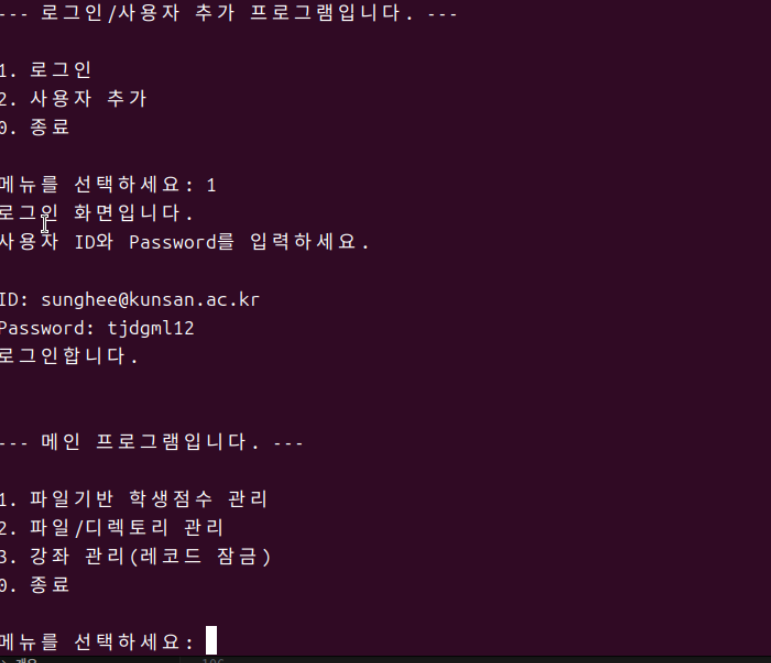 --- 로그인/사용자 추가 프로그램입니다. ---
1. 로그인
2. 사용자 추가
0. 종료
메뉴를 선택하세요: 1
로그인 화면입니다.
사용자 ID와 Password를 입력하세요.
ID: sunghee@kunsan.ac.kr
Password: tjdgml12
로그인합니다.
--- 메인 프로그램입니다. ---
1. 파일기반 학생점수 관리
2. 파일/디렉토리 관리
3. 강좌 관리(레코드 잠금)
0. 종료
메뉴를 선택하세요: